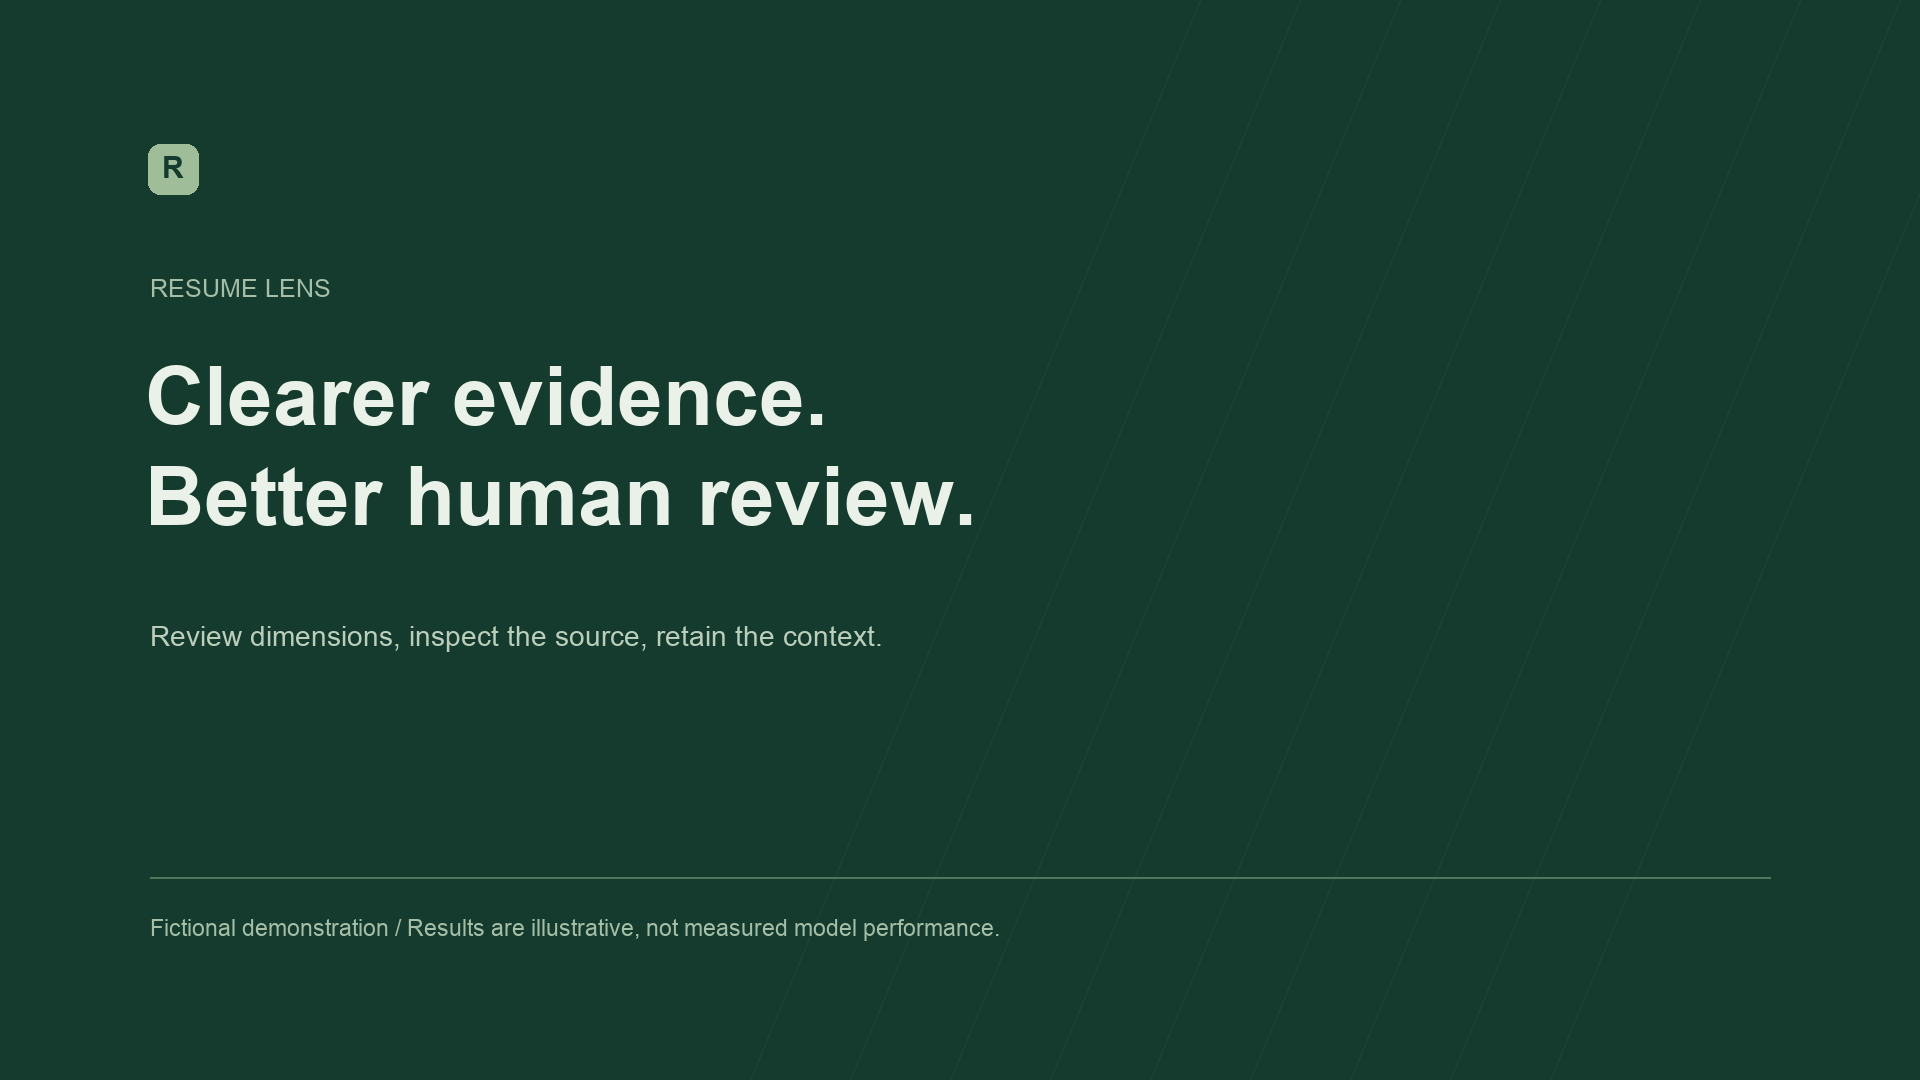 R
RESUME LENS
Clearer evidence.
Better human review.
Review dimensions, inspect the source, retain the context.
Fictional demonstration / Results are illustrative, not measured model performance.